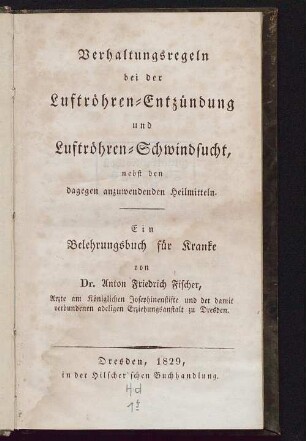 Verhaltungsregeln
bei der
Luftröhren-Entzündung
und
Luftröhren-Schwindsucht,
nebst den
dagegen anzuwendenden Heilmitteln.
Ein
Belehrungsbuch für Kranke
von
Dr. Anton Friedrich Fischer,
Arzte am Königlichen Josephinenstifte und der damit
verbundenen adeligen Erziehungsanstalt zu Dresden.
Dresden, 1829,
in der Hilscher'schen Buchhandlung.
Hd